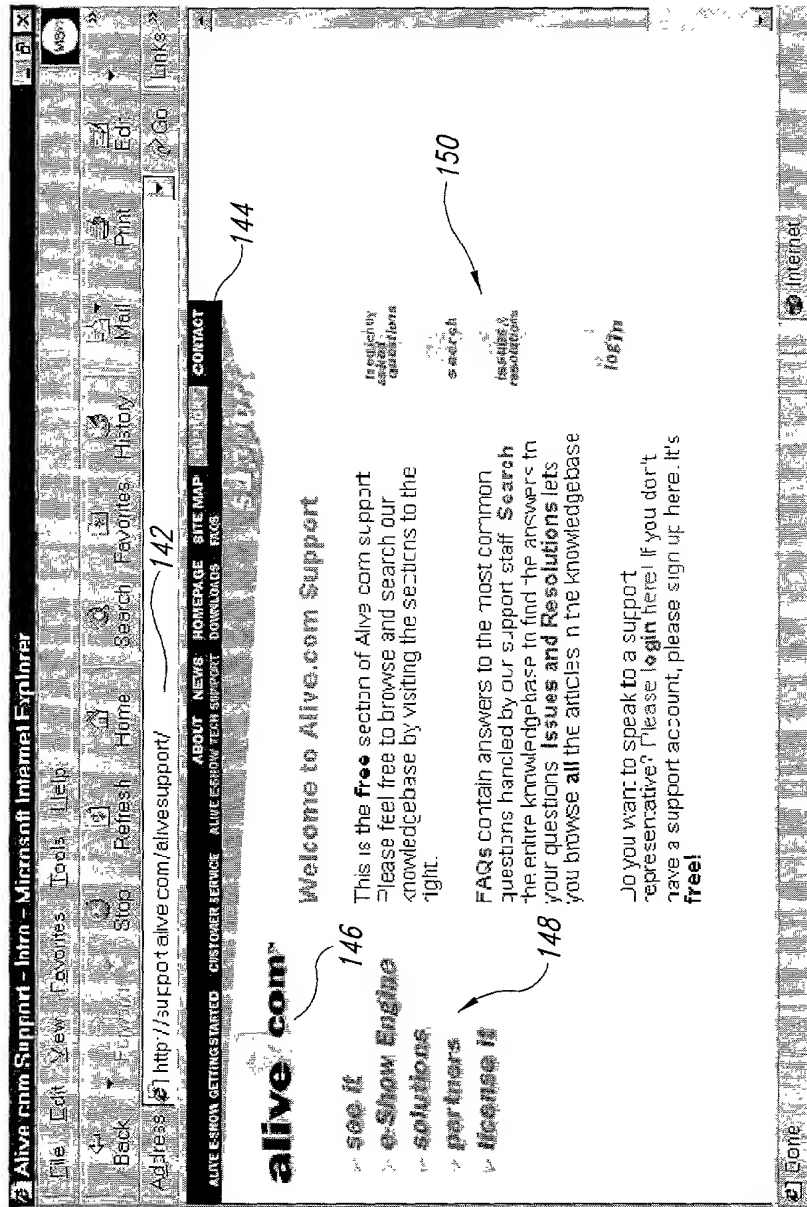 Alive.com Support - Intro - Microsoft Internet Explorer
File Edit View Favorites Tools Help
Back Forward Stop Refresh Home Search Favorites History Mail Print Edit
Address http://support.alive.com/alivesupport/ Go Links »
142
ABOUT NEWS HOMEPAGE SITE MAP SUPPORT CONTACT
144
ALIVE E-SHOW GETTING STARTED CUSTOMER SERVICE ALIVE E-SHOW TECH SUPPORT DOWNLOADS FAQS
support
alive.com™
146
see it
e-Show Engine
solutions
partners
license it
148
Welcome to Alive.com Support
This is the free section of Alive.com support
Please feel free to browse and search our
knowledgebase by visiting the sections to the
right.
FAQs contain answers to the most common
questions handled by our support staff. Search
the entire knowledgebase to find the answers to
your questions. Issues and Resolutions lets
you browse all the articles in the knowledgebase
Do you want to speak to a support
representative? Please login here! If you don't
have a support account, please sign up here. It's
free!
frequently
asked
questions
search
issues &
resolutions
login
150
Done Internet